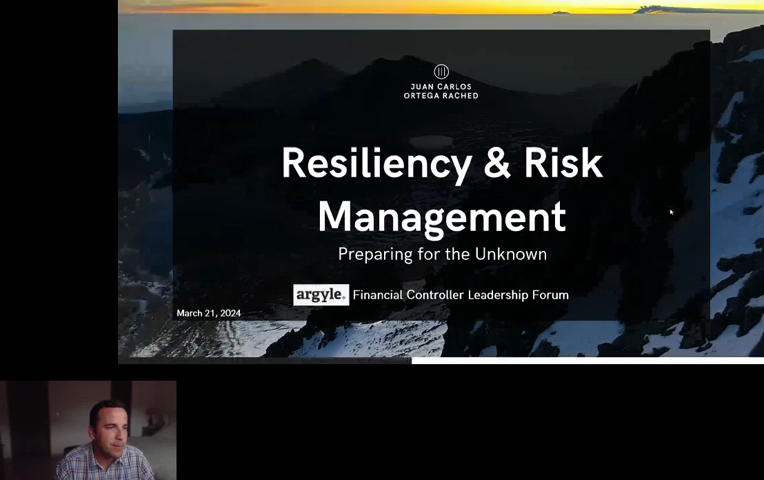 JUAN CARLOS
ORTEGA RACHED
Resiliency & Risk
Management
Preparing for the Unknown
argyle. Financial Controller Leadership Forum
March 21, 2024